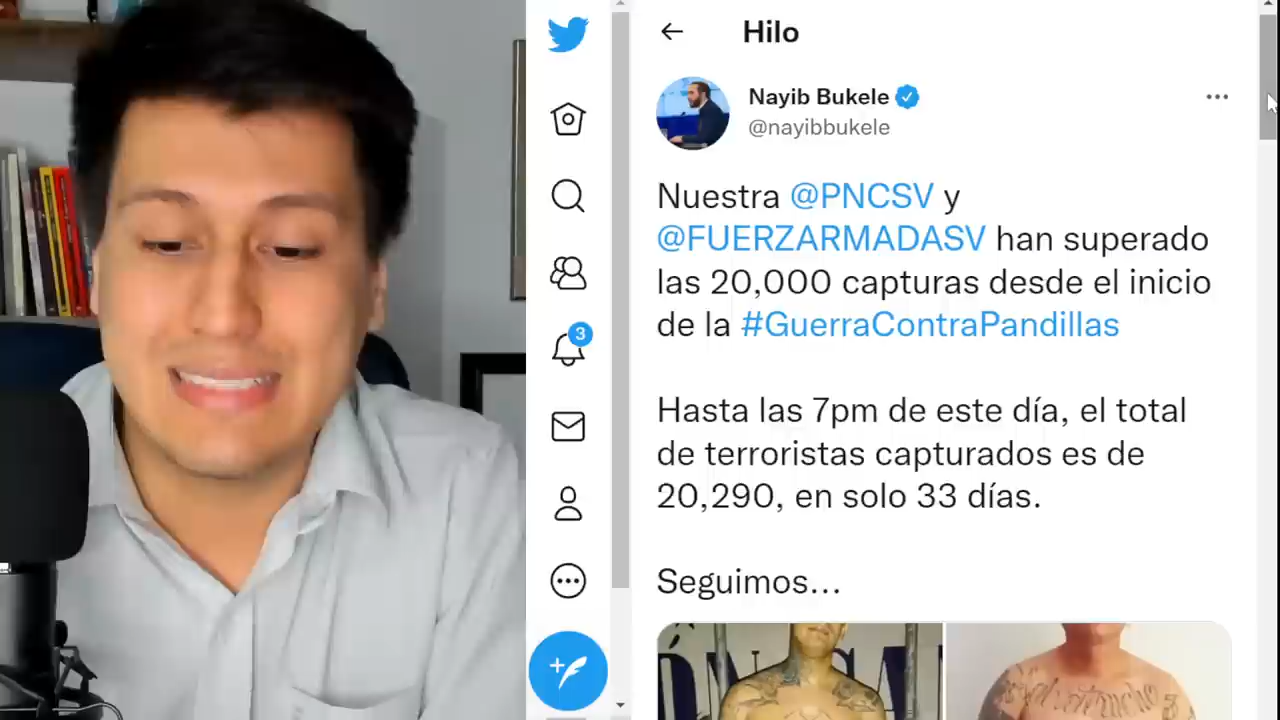 Hilo
Nayib Bukele
@nayibbukele
Nuestra @PNCSV y
@FUERZARMADASV han superado
las 20,000 capturas desde el inicio
de la #GuerraContraPandillas
Hasta las 7pm de este día, el total
de terroristas capturados es de
20,290, en solo 33 días.
Seguimos...
3